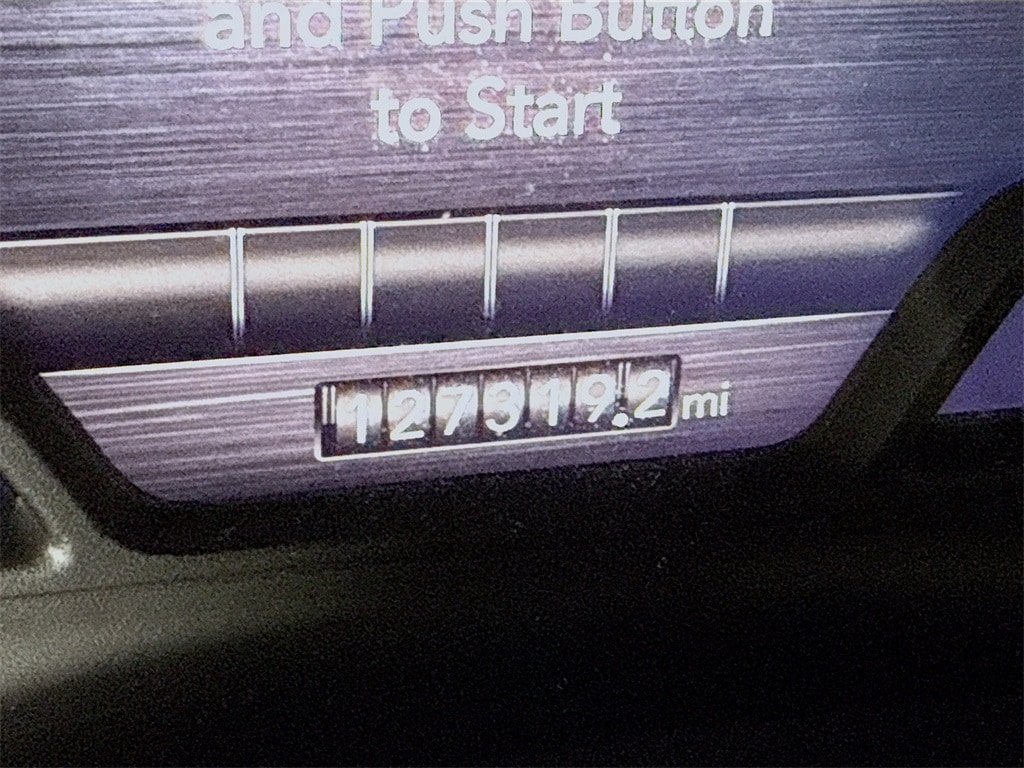 and Push Button
to Start
127319.2 mi